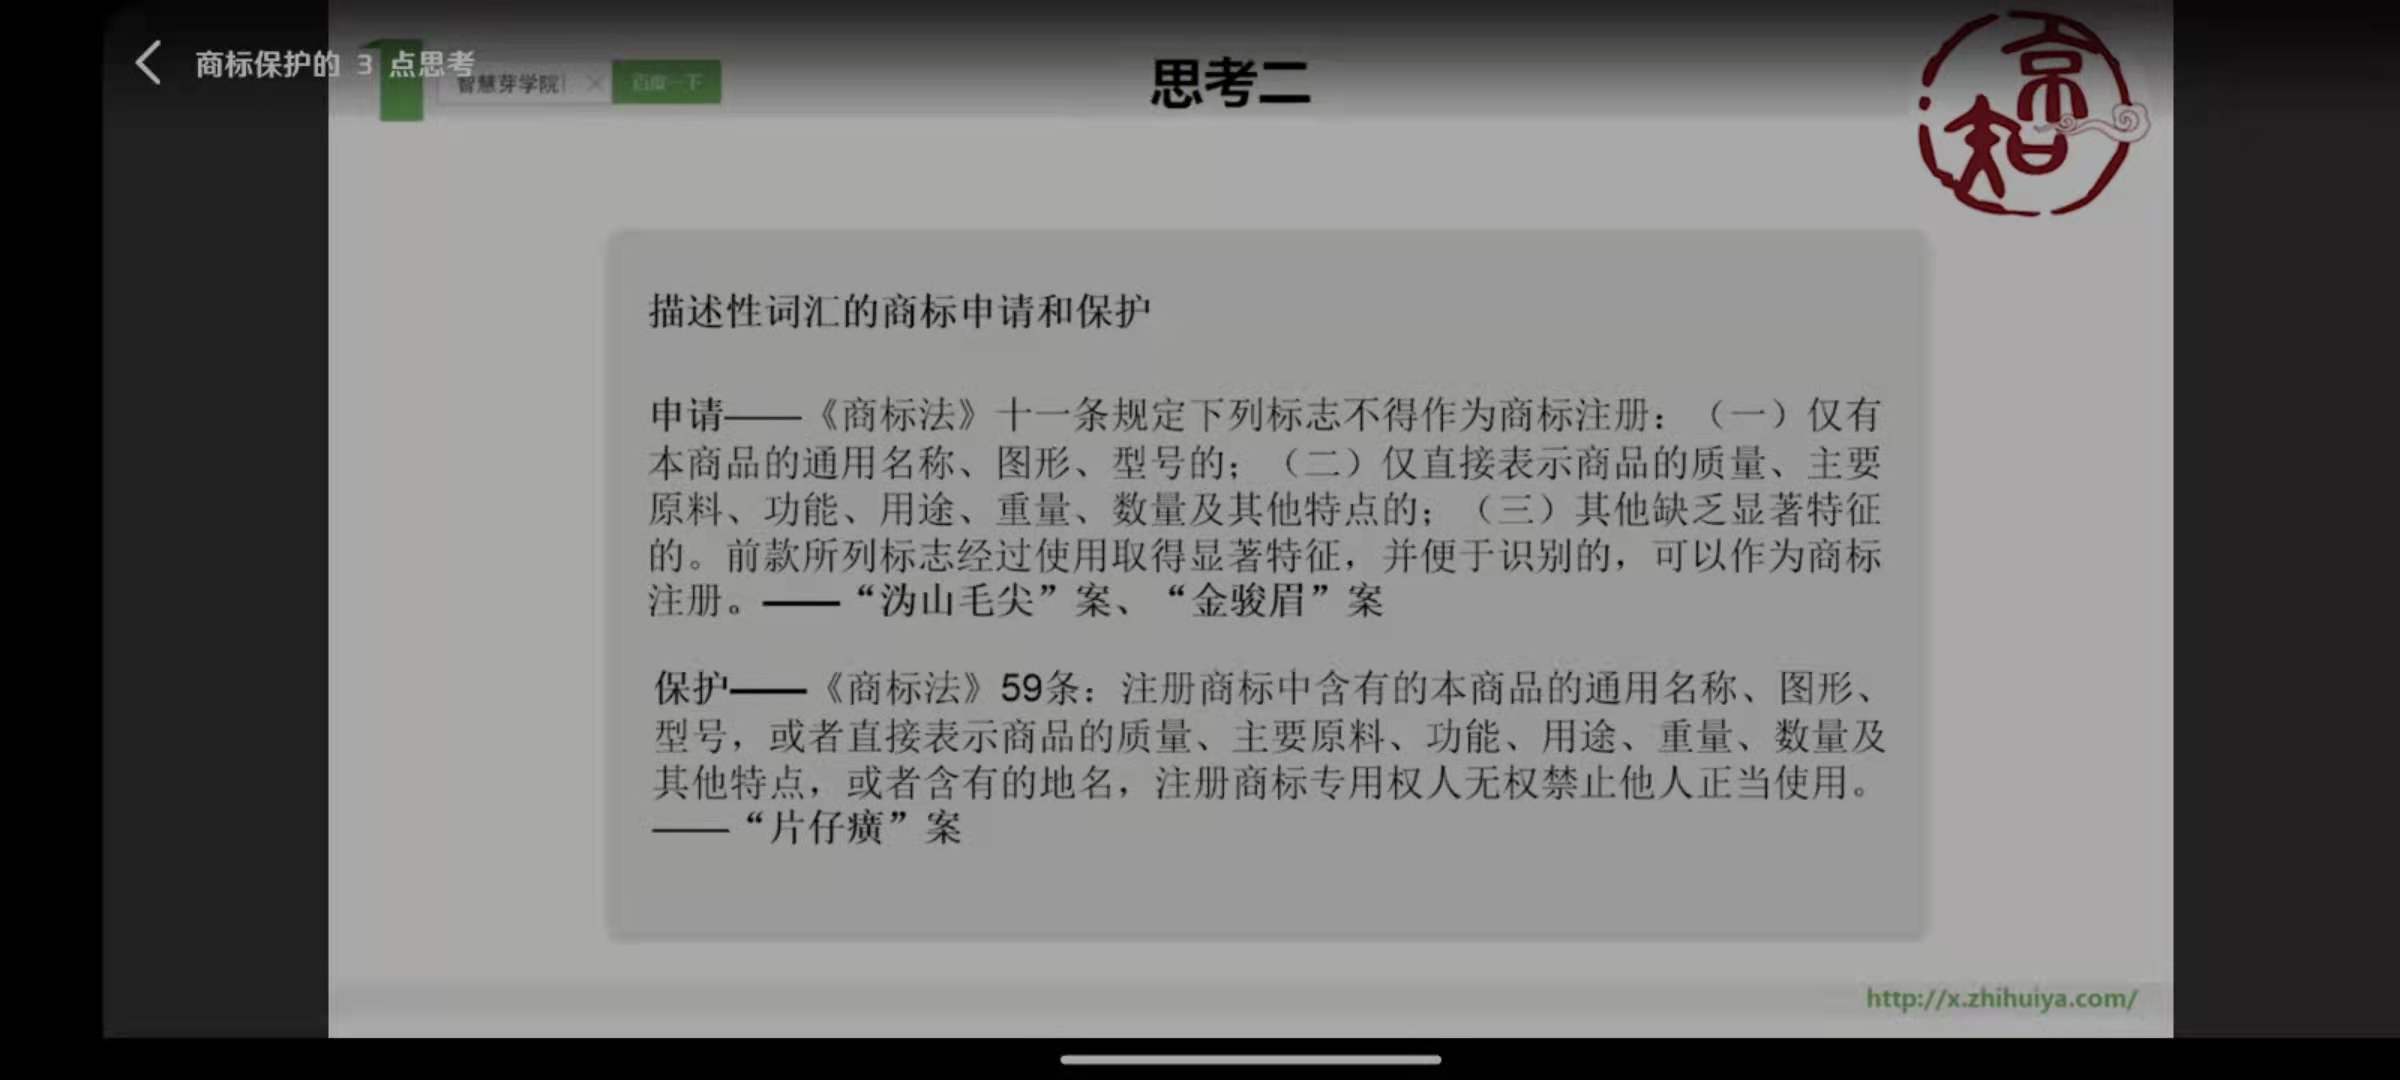 商标保护的 3 点思考
智慧芽学院
百度一下
思考二
描述性词汇的商标申请和保护
申请——《商标法》十一条规定下列标志不得作为商标注册：（一）仅有
本商品的通用名称、图形、型号的；（二）仅直接表示商品的质量、主要
原料、功能、用途、重量、数量及其他特点的；（三）其他缺乏显著特征
的。前款所列标志经过使用取得显著特征，并便于识别的，可以作为商标
注册。——“沩山毛尖”案、“金骏眉”案
保护——《商标法》59条：注册商标中含有的本商品的通用名称、图形、
型号，或者直接表示商品的质量、主要原料、功能、用途、重量、数量及
其他特点，或者含有的地名，注册商标专用权人无权禁止他人正当使用。
——“片仔癀”案
http://x.zhihuiya.com/